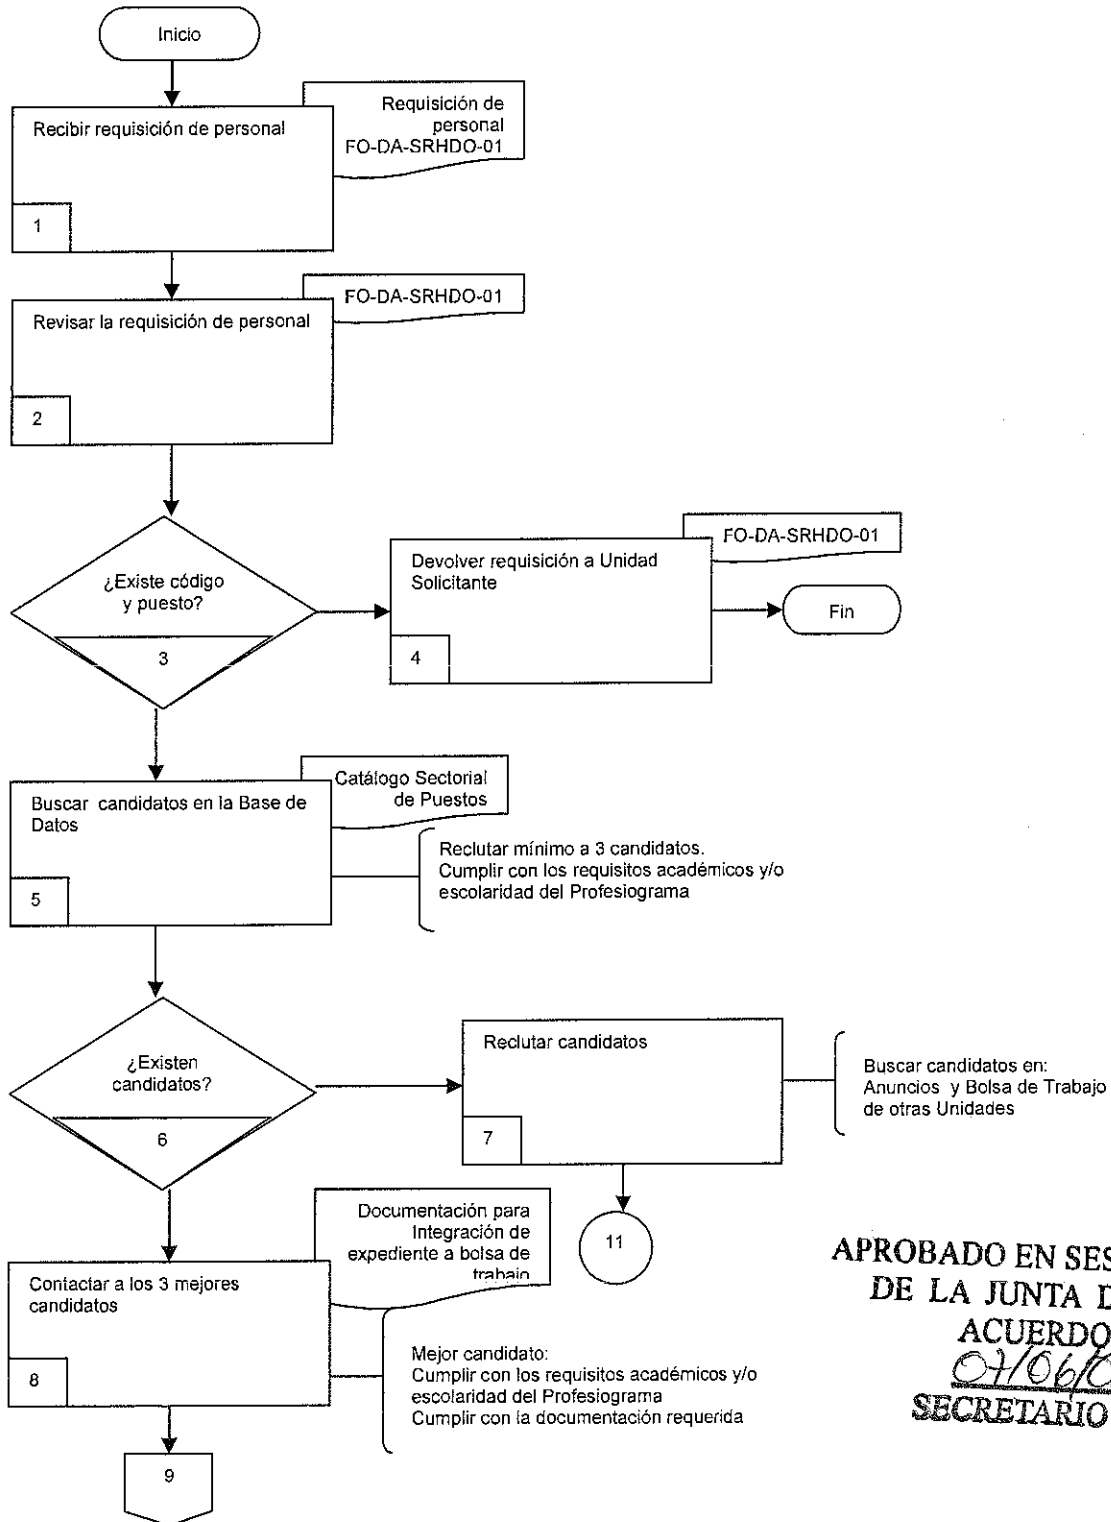 Inicio
Requisición de
personal
FO-DA-SRHDO-01
Recibir requisición de personal
1
FO-DA-SRHDO-01
Revisar la requisición de personal
2
¿Existe código
y puesto?
3
FO-DA-SRHDO-01
Devolver requisición a Unidad
Solicitante
4
Fin
Catálogo Sectorial
de Puestos
Buscar candidatos en la Base de
Datos
5
Reclutar mínimo a 3 candidatos.
Cumplir con los requisitos académicos y/o
escolaridad del Profesiograma
¿Existen
candidatos?
6
Reclutar candidatos
7
Buscar candidatos en:
Anuncios y Bolsa de Trabajo
de otras Unidades
11
Documentación para
Integración de
expediente a bolsa de
trabajo
Contactar a los 3 mejores
candidatos
8
Mejor candidato:
Cumplir con los requisitos académicos y/o
escolaridad del Profesiograma
Cumplir con la documentación requerida
9
APROBADO EN SES
DE LA JUNTA D
ACUERDO
07/06/0
SECRETARIO